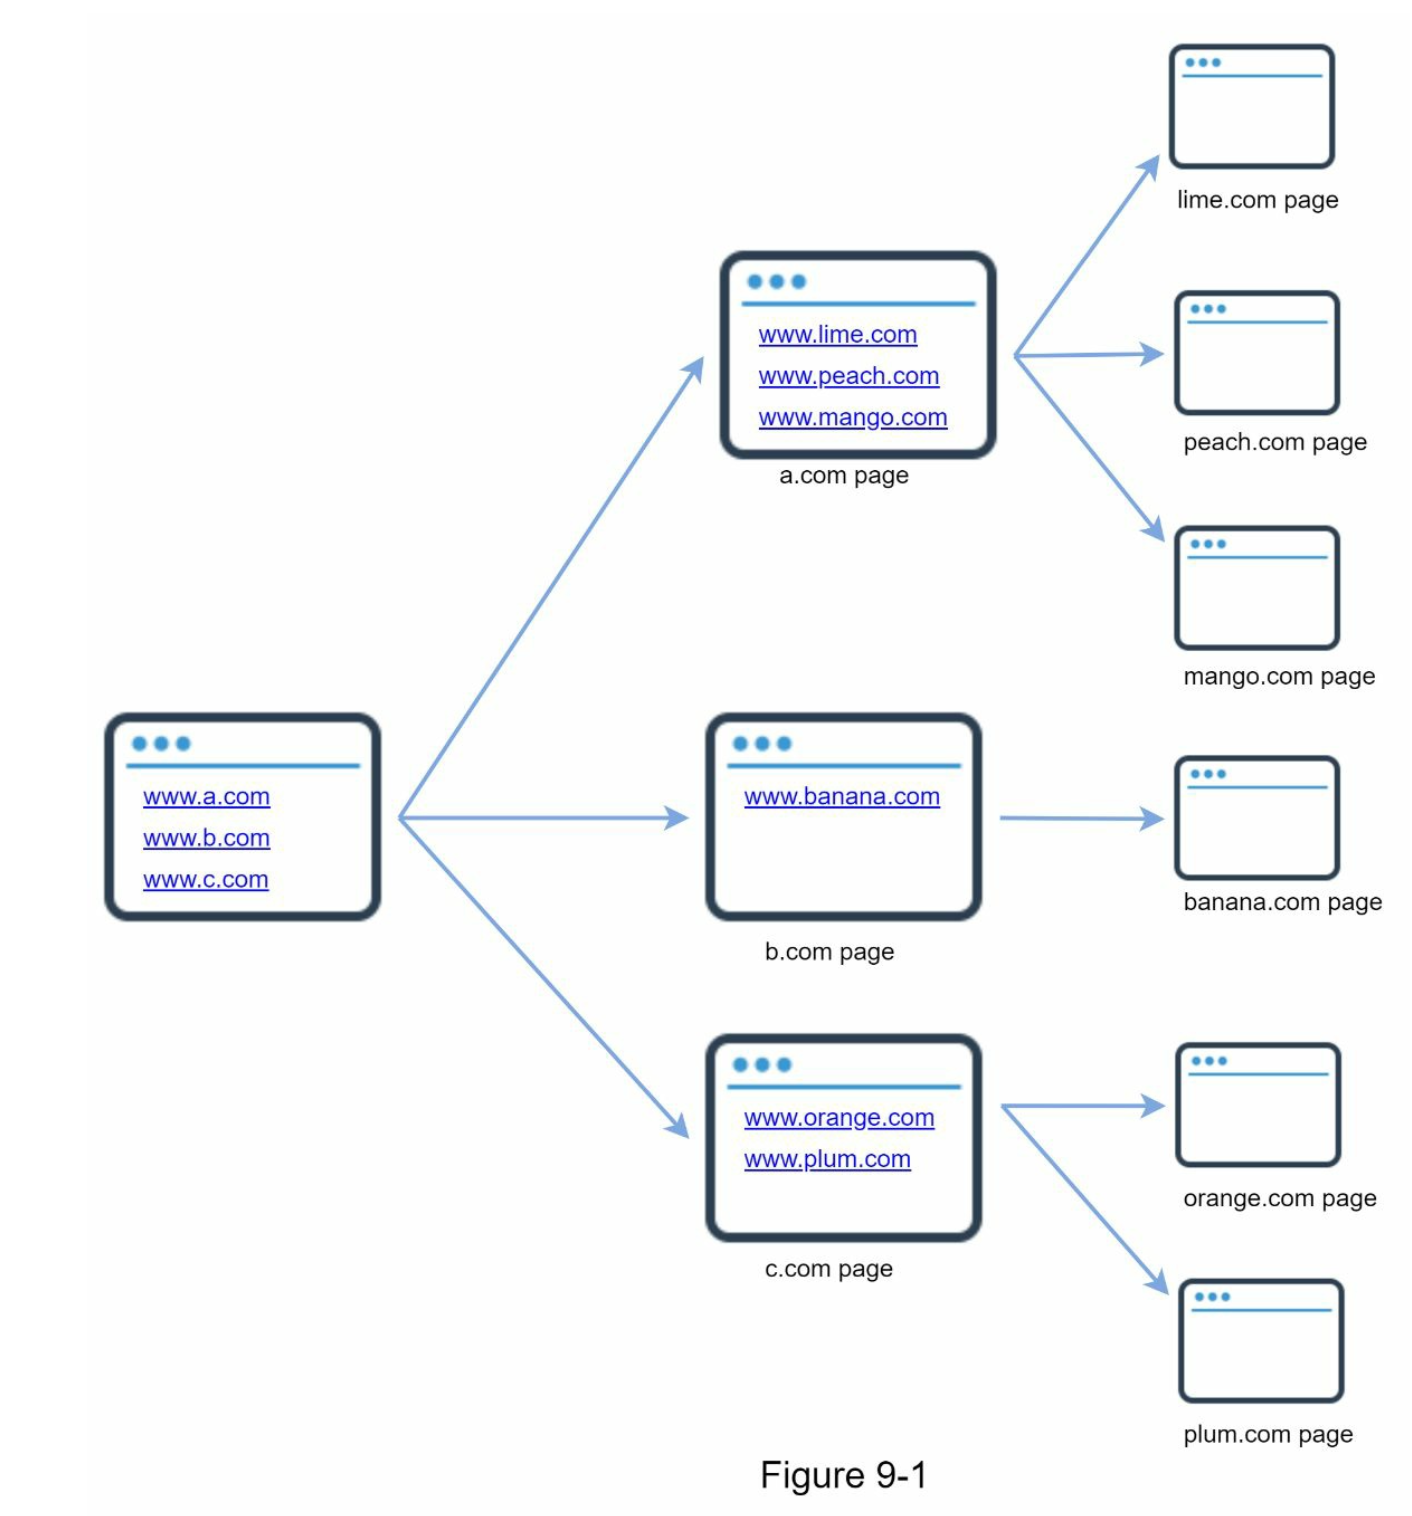 lime.com page
www.lime.com
www.peach.com
www.mango.com
a.com page
peach.com page
mango.com page
www.a.com
www.b.com
www.c.com
www.banana.com
b.com page
banana.com page
www.orange.com
www.plum.com
c.com page
orange.com page
plum.com page
Figure 9-1